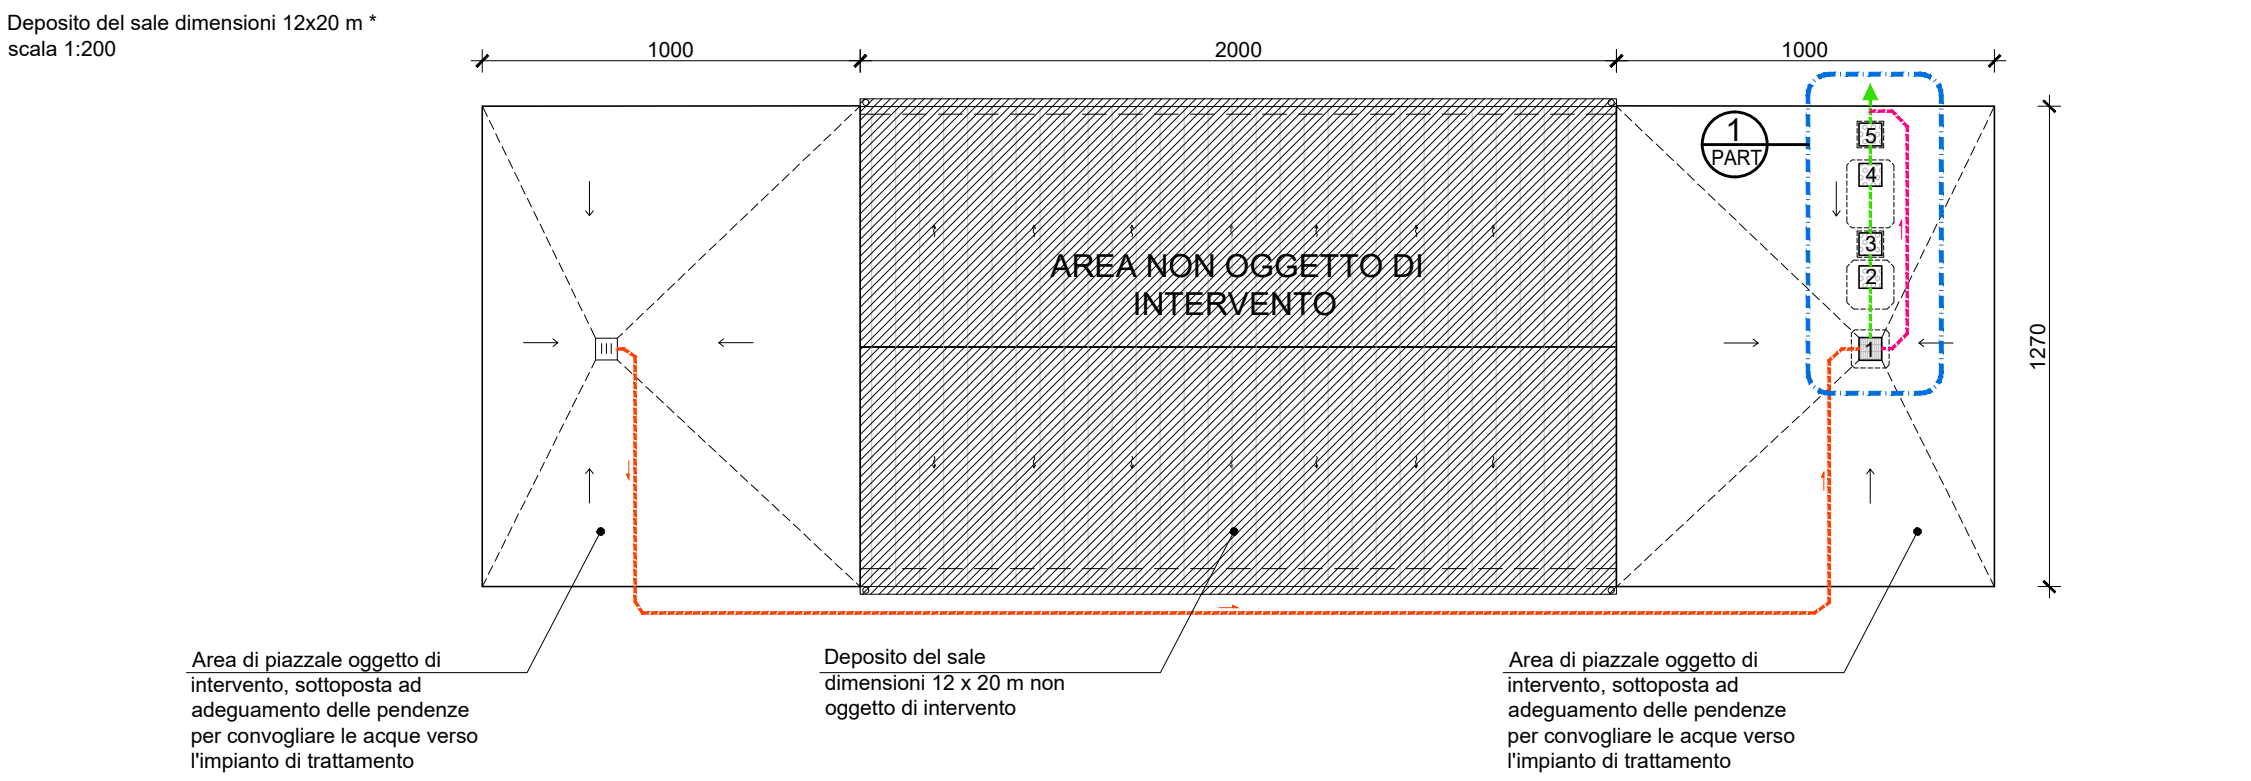 Deposito del sale dimensioni 12x20 m *
scala 1:200
1000
2000
1000
1
PART
5
4
3
2
1
1270
AREA NON OGGETTO DI
INTERVENTO
Area di piazzale oggetto di
intervento, sottoposta ad
adeguamento delle pendenze
per convogliare le acque verso
l'impianto di trattamento
Deposito del sale
dimensioni 12 x 20 m non
oggetto di intervento
Area di piazzale oggetto di
intervento, sottoposta ad
adeguamento delle pendenze
per convogliare le acque verso
l'impianto di trattamento